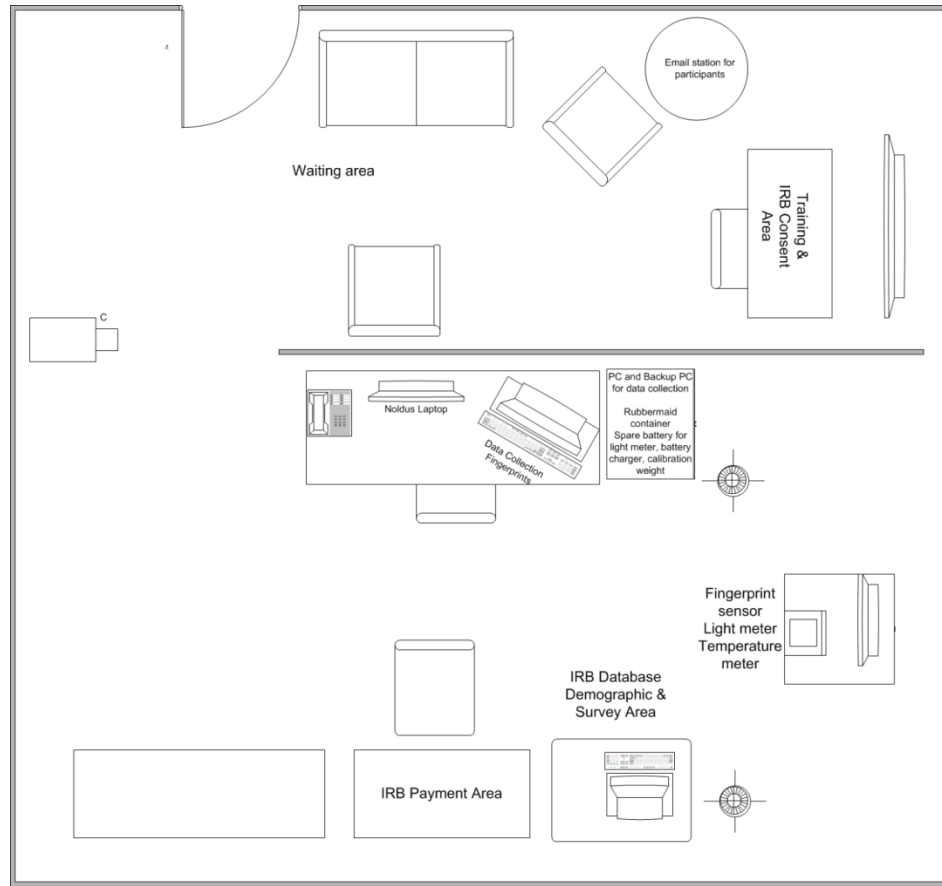 z
Email station for
participants
Waiting area
Training &
IRB Consent
Area
C
PC and Backup PC
for data collection
Rubbermaid
container
Spare battery for
light meter, battery
charger, calibration
weight
Noldus Laptop
Data Collection
Fingerprints
Fingerprint
sensor
Light meter
Temperature
meter
IRB Database
Demographic &
Survey Area
IRB Payment Area